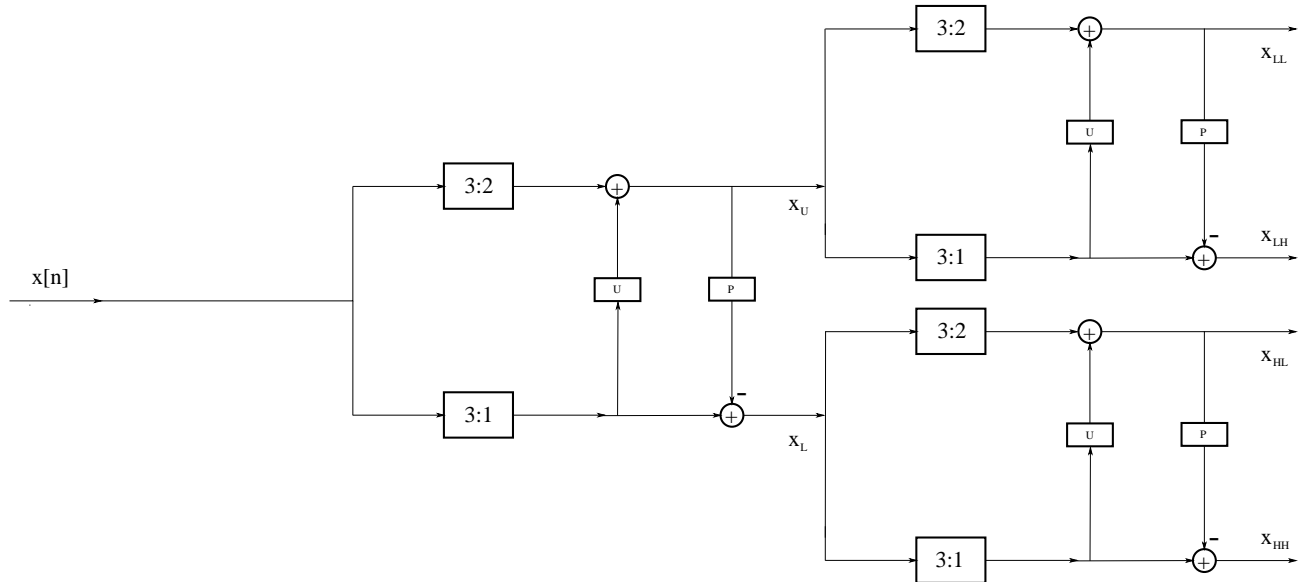 3:2
+
x_LL
U
P
3:2
+
3:1
-
+
x_LH
x_U
x[n]
U
P
3:2
+
x_HL
3:1
-
+
x_L
U
P
3:1
-
+
x_HH